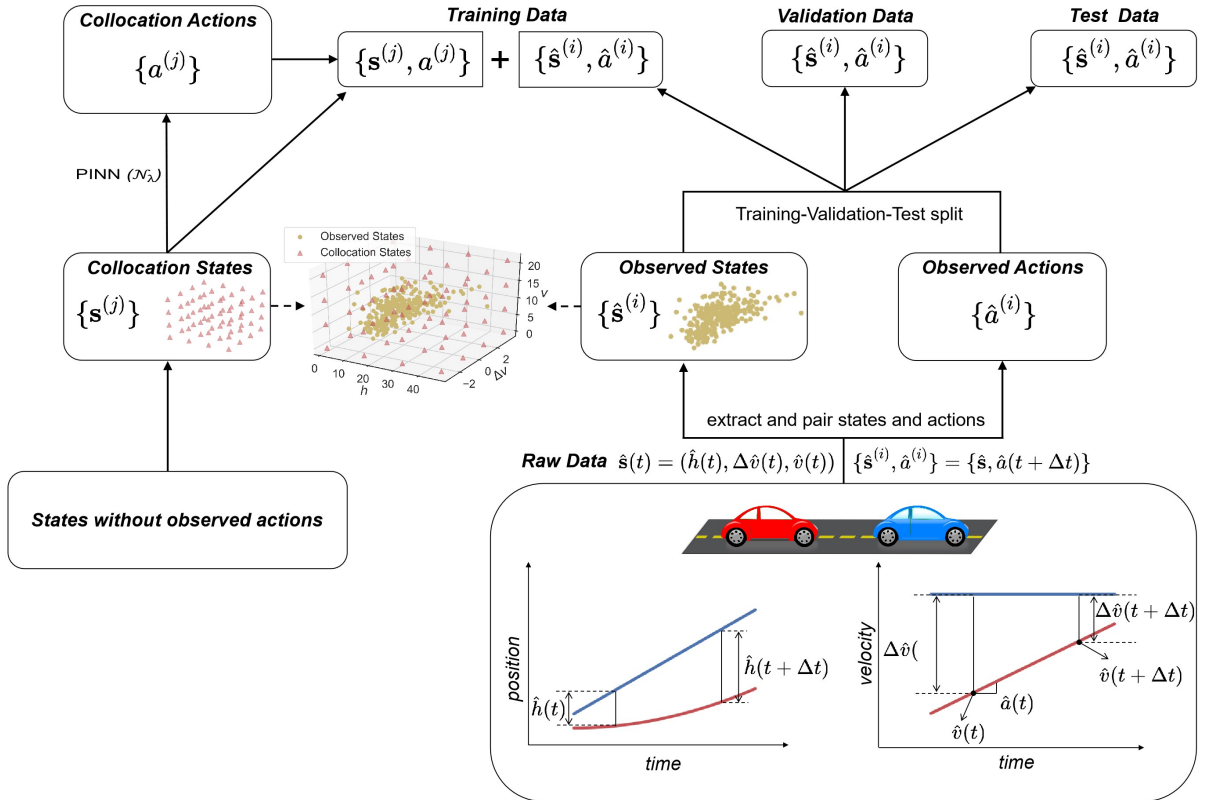 Collocation Actions
{a^(j)}
Training Data
{s^(j), a^(j)} + {ŝ^(i), â^(i)}
Validation Data
{ŝ^(i), â^(i)}
Test Data
{ŝ^(i), â^(i)}
PINN (𝒩_λ)
Training-Validation-Test split
Collocation States
{s^(j)}
Observed States
Collocation States
20
15
10
5
0
v
0
10
20
30
40
h
−2
0
2
Δv
Observed States
{ŝ^(i)}
Observed Actions
{â^(i)}
extract and pair states and actions
Raw Data ŝ(t) = (ĥ(t), Δv̂(t), v̂(t))
{ŝ^(i), â^(i)} = {ŝ, â(t + Δt)}
States without observed actions
position
ĥ(t)
ĥ(t + Δt)
time
velocity
Δv̂(
Δv̂(t + Δt)
v̂(t + Δt)
â(t)
v̂(t)
time